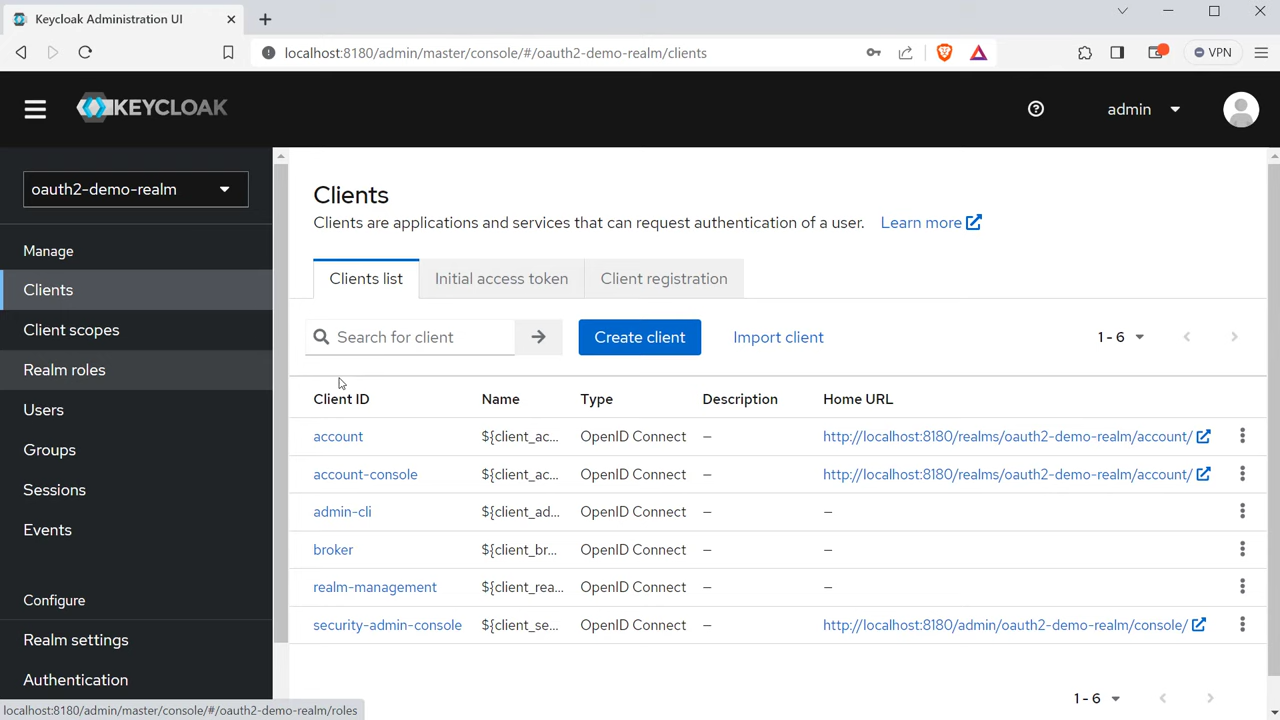 Keycloak Administration UI
localhost:8180/admin/master/console/#/oauth2-demo-realm/clients
VPN
KEYCLOAK
admin
oauth2-demo-realm
Manage
Clients
Client scopes
Realm roles
Users
Groups
Sessions
Events
Configure
Realm settings
Authentication
localhost:8180/admin/master/console/#/oauth2-demo-realm/roles
Clients
Clients are applications and services that can request authentication of a user. Learn more
Clients list Initial access token Client registration
Search for client Create client Import client 1 - 6
Client ID Name Type Description Home URL
account ${client_ac... OpenID Connect – http://localhost:8180/realms/oauth2-demo-realm/account/
account-console ${client_ac... OpenID Connect – http://localhost:8180/realms/oauth2-demo-realm/account/
admin-cli ${client_ad... OpenID Connect – –
broker ${client_br... OpenID Connect – –
realm-management ${client_rea... OpenID Connect – –
security-admin-console ${client_se... OpenID Connect – http://localhost:8180/admin/oauth2-demo-realm/console/
1 - 6